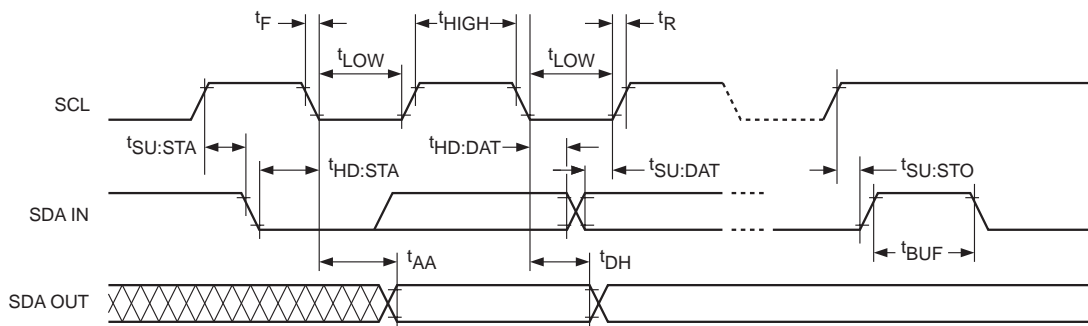 tF
tHIGH
tR
tLOW
tLOW
SCL
tSU:STA
tHD:STA
tHD:DAT
tSU:DAT
tSU:STO
SDA IN
tBUF
tAA
tDH
SDA OUT